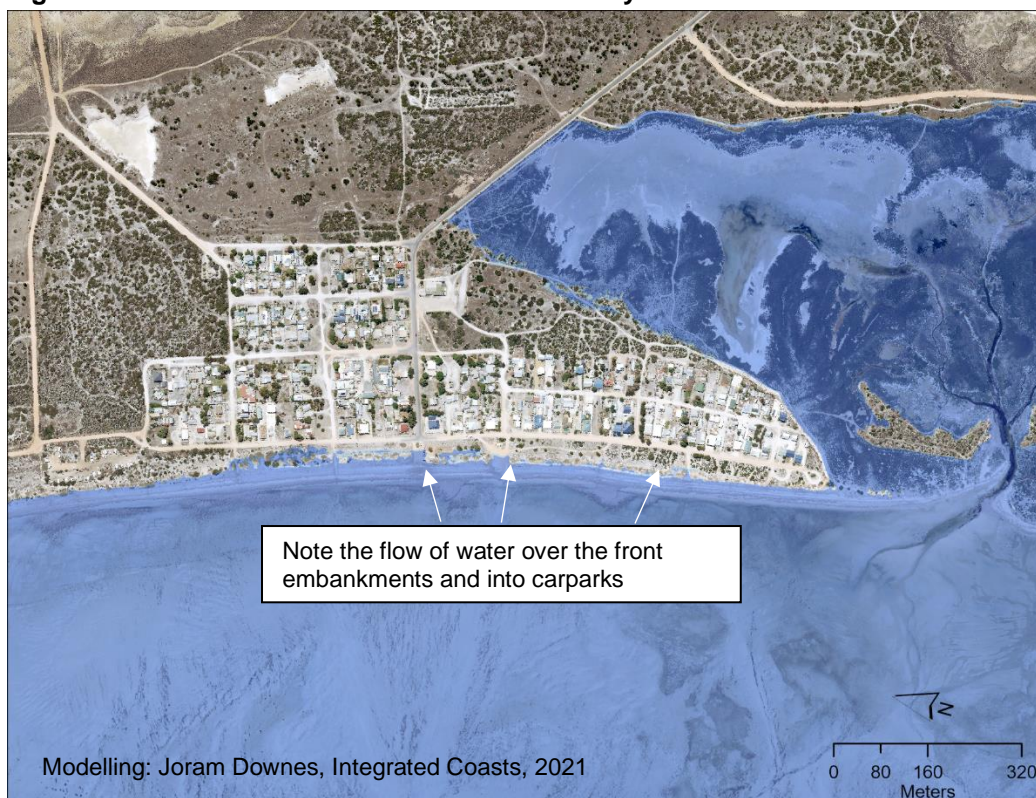 Note the flow of water over the front
embankments and into carparks
N
Modelling: Joram Downes, Integrated Coasts, 2021
0 80 160 320
Meters